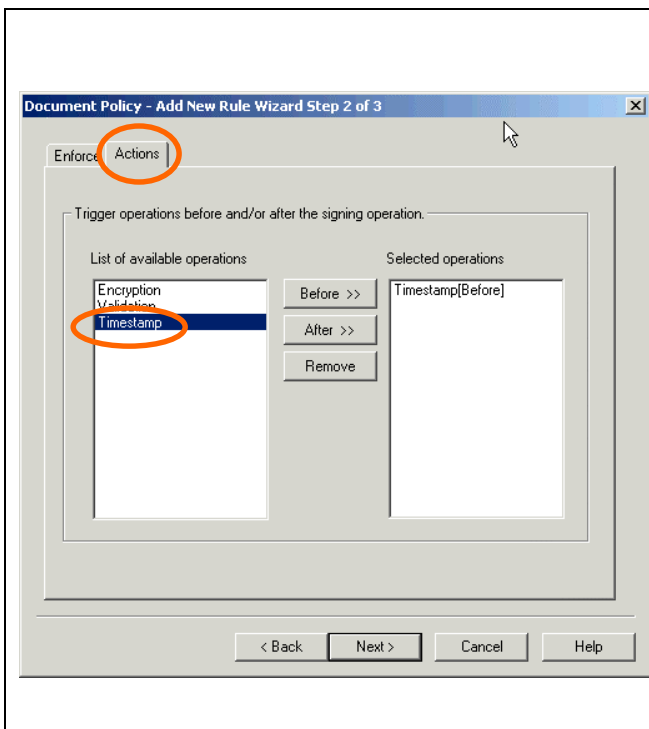 Document Policy - Add New Rule Wizard Step 2 of 3
Enforce Actions
Trigger operations before and/or after the signing operation.
List of available operations
Selected operations
Encryption
Validation
Timestamp
Before >>
After >>
Remove
Timestamp[Before]
< Back
Next >
Cancel
Help